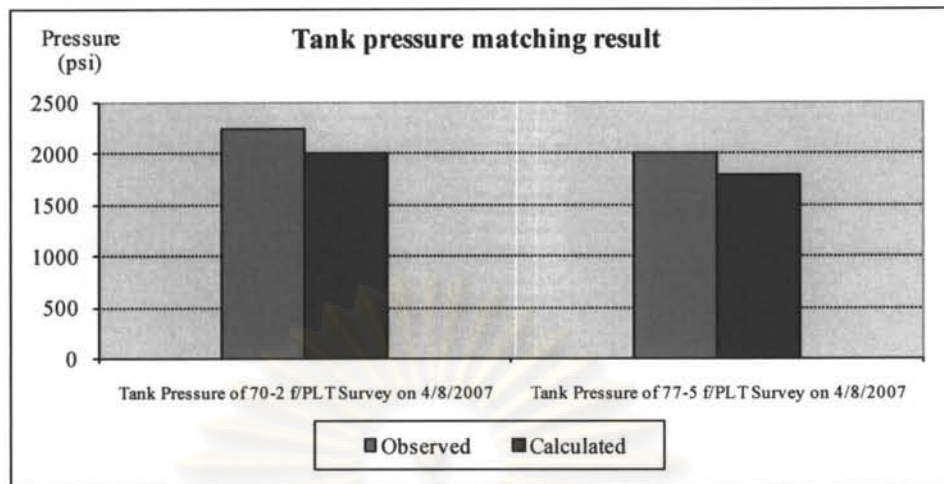 Tank pressure matching result
Pressure
(psi)
2500
2000
1500
1000
500
0
Tank Pressure of 70-2 f/PLT Survey on 4/8/2007
Tank Pressure of 77-5 f/PLT Survey on 4/8/2007
Observed
Calculated